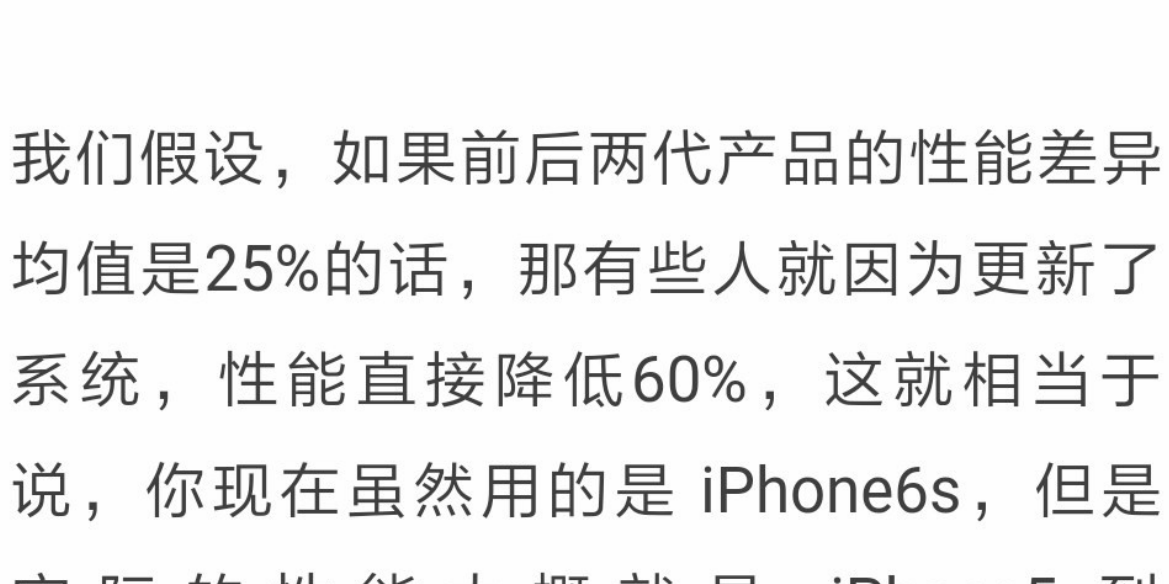 我们假设，如果前后两代产品的性能差异
均值是25%的话，那有些人就因为更新了
系统，性能直接降低60%，这就相当于
说，你现在虽然用的是 iPhone6s，但是